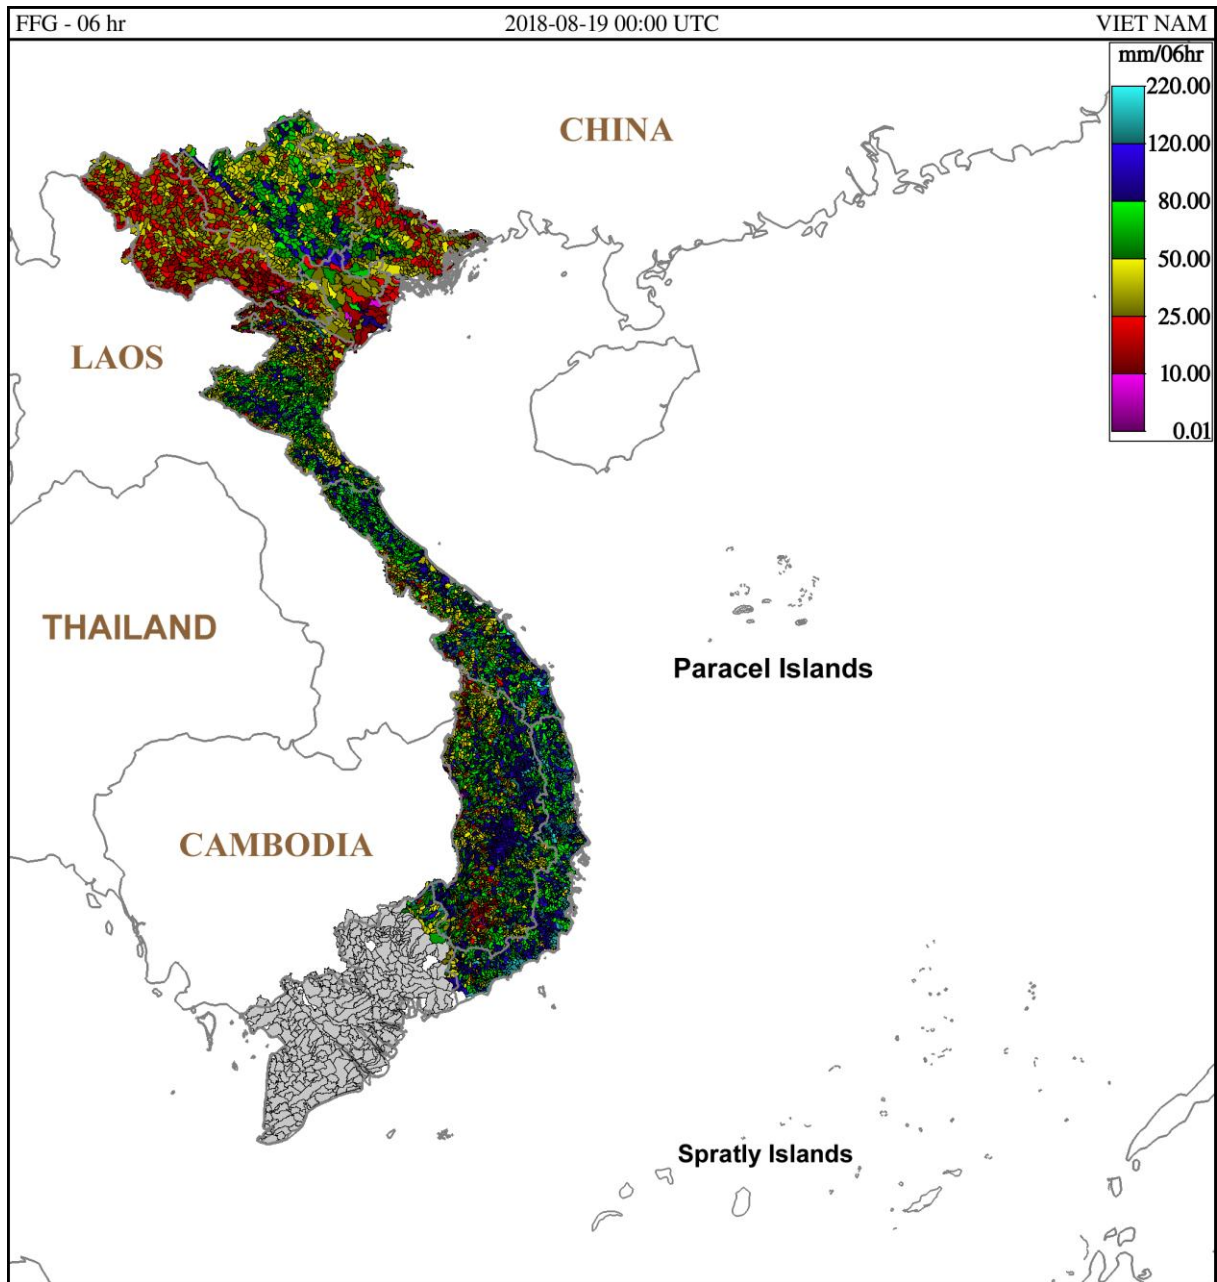 FFG - 06 hr
2018-08-19 00:00 UTC
VIET NAM
mm/06hr
220.00
120.00
80.00
50.00
25.00
10.00
0.01
CHINA
LAOS
THAILAND
Paracel Islands
CAMBODIA
Spratly Islands